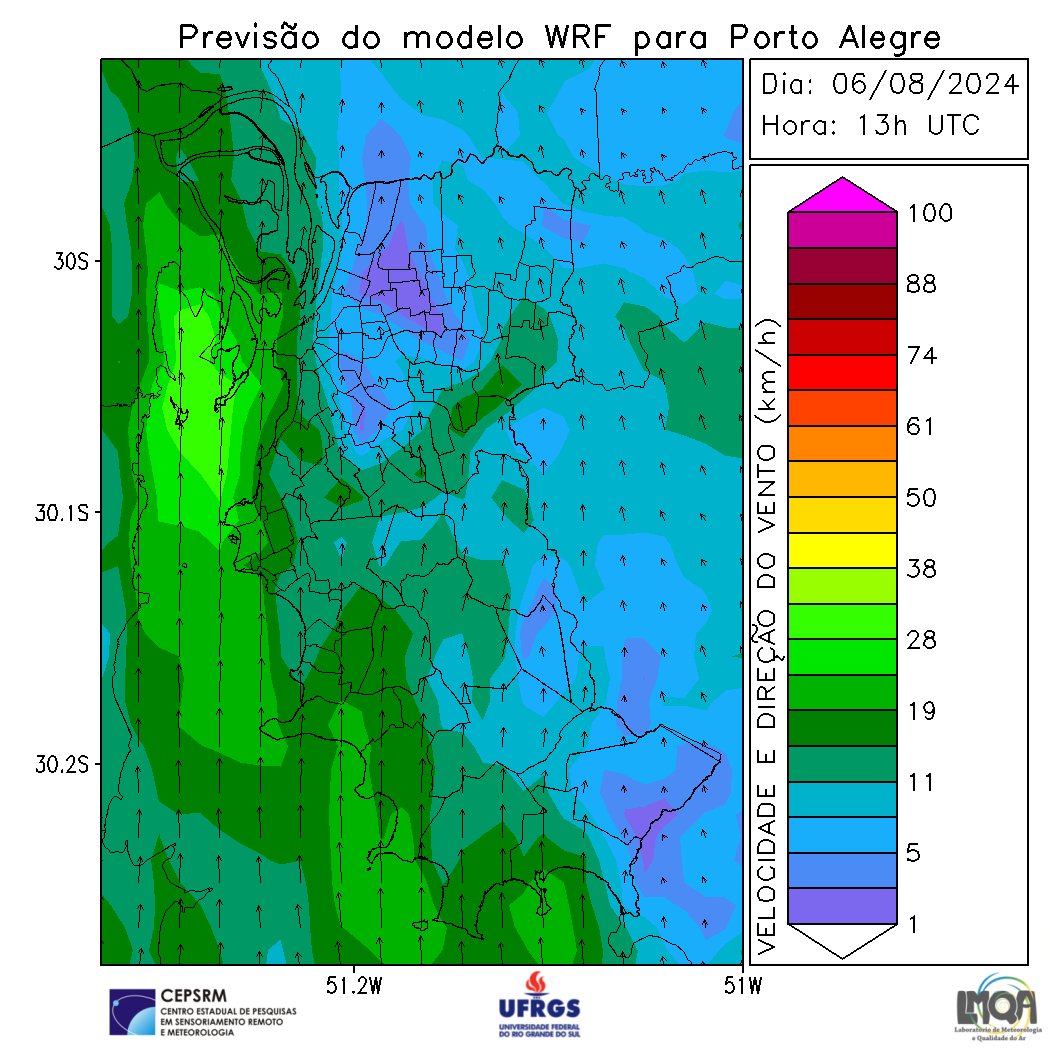 Previsão do modelo WRF para Porto Alegre
Dia: 06/08/2024
Hora: 13h UTC
30S
30.1S
30.2S
51.2W
51W
VELOCIDADE E DIREÇÃO DO VENTO (km/h)
100
88
74
61
50
38
28
19
11
5
1
CEPSRM
CENTRO ESTADUAL DE PESQUISAS
EM SENSORIAMENTO REMOTO
E METEOROLOGIA
UFRGS
UNIVERSIDADE FEDERAL
DO RIO GRANDE DO SUL
LMQA
Laboratório de Meteorologia
e Qualidade do Ar